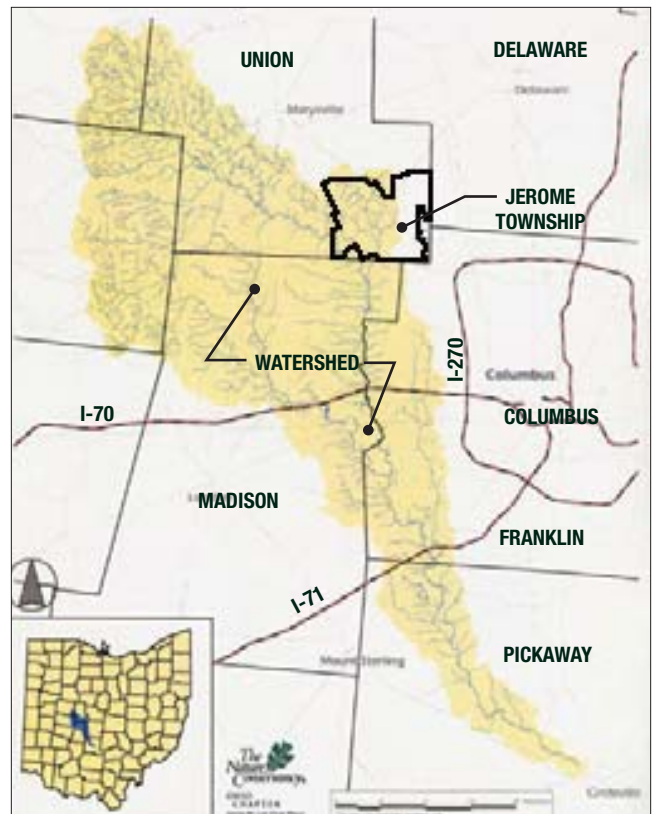 UNION
DELAWARE
Marysville
Delaware
JEROME
TOWNSHIP
WATERSHED
I-270
Columbus
I-70
COLUMBUS
MADISON
FRANKLIN
I-71
Mount Sterling
PICKAWAY
The
Nature
Conservancy
OHIO
CHAPTER
Circleville